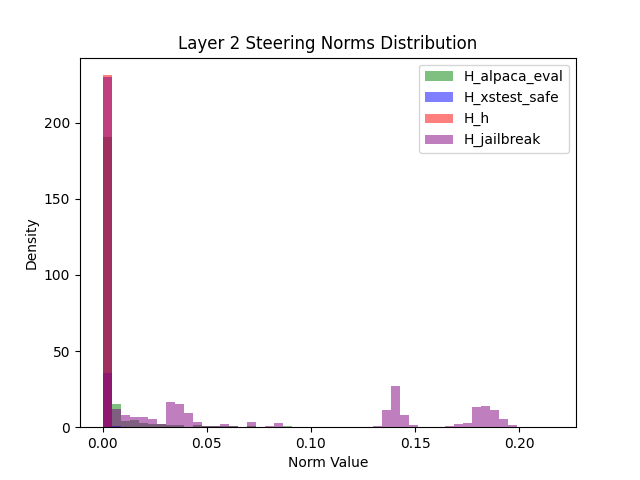 Layer 2 Steering Norms Distribution
H_alpaca_eval
H_xstest_safe
H_h
H_jailbreak
Density
200
150
100
50
0
0.00 0.05 0.10 0.15 0.20
Norm Value